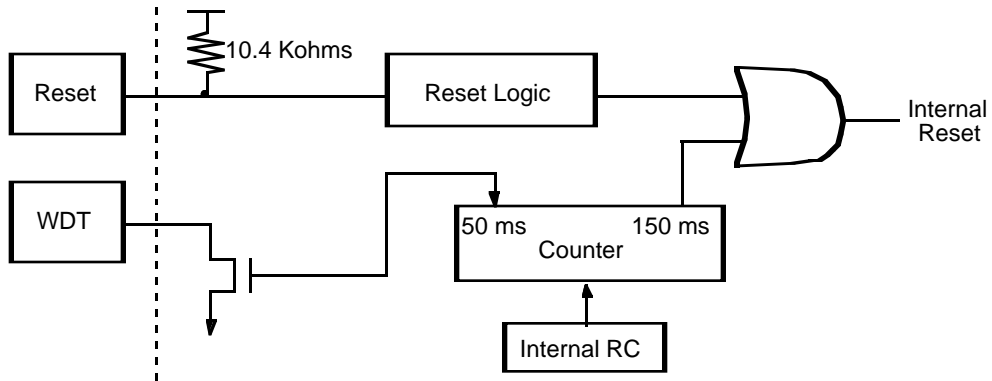 10.4 Kohms
Reset
Reset Logic
Internal
Reset
WDT
50 ms
150 ms
Counter
Internal RC